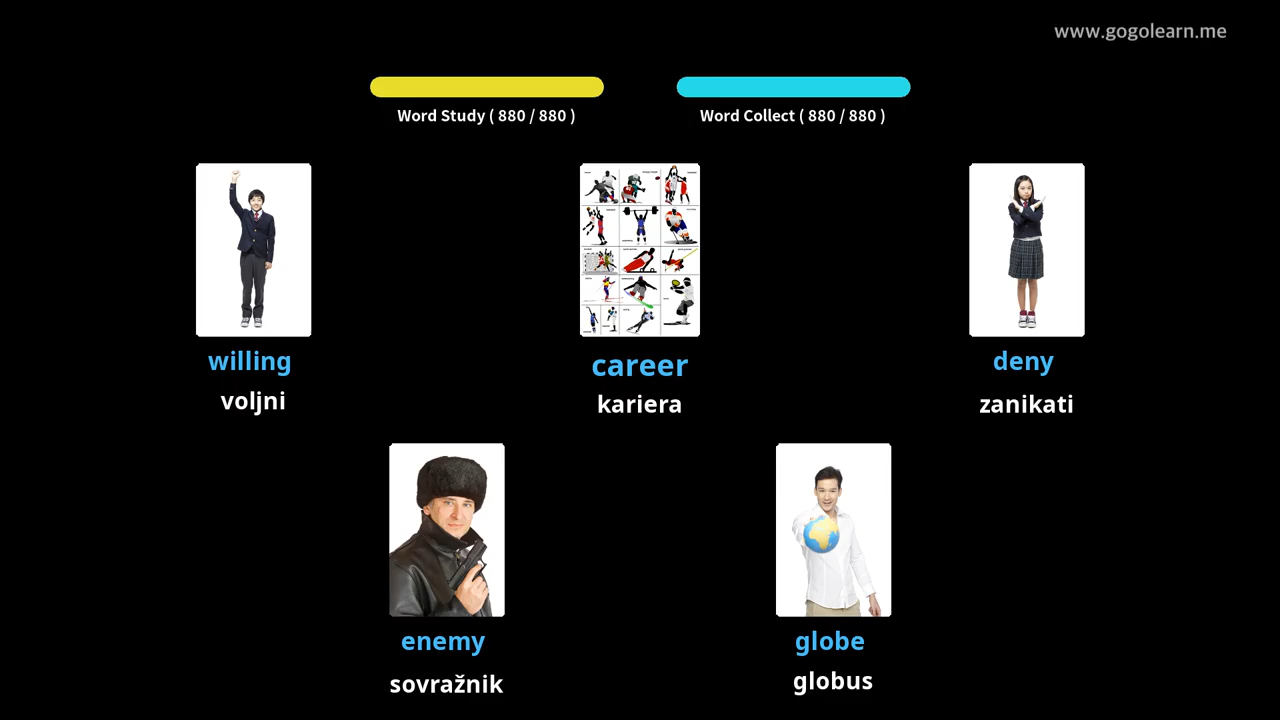 www.gogolearn.me
Word Study ( 880 / 880 )
Word Collect ( 880 / 880 )
willing
voljni
career
kariera
deny
zanikati
enemy
sovražnik
globe
globus